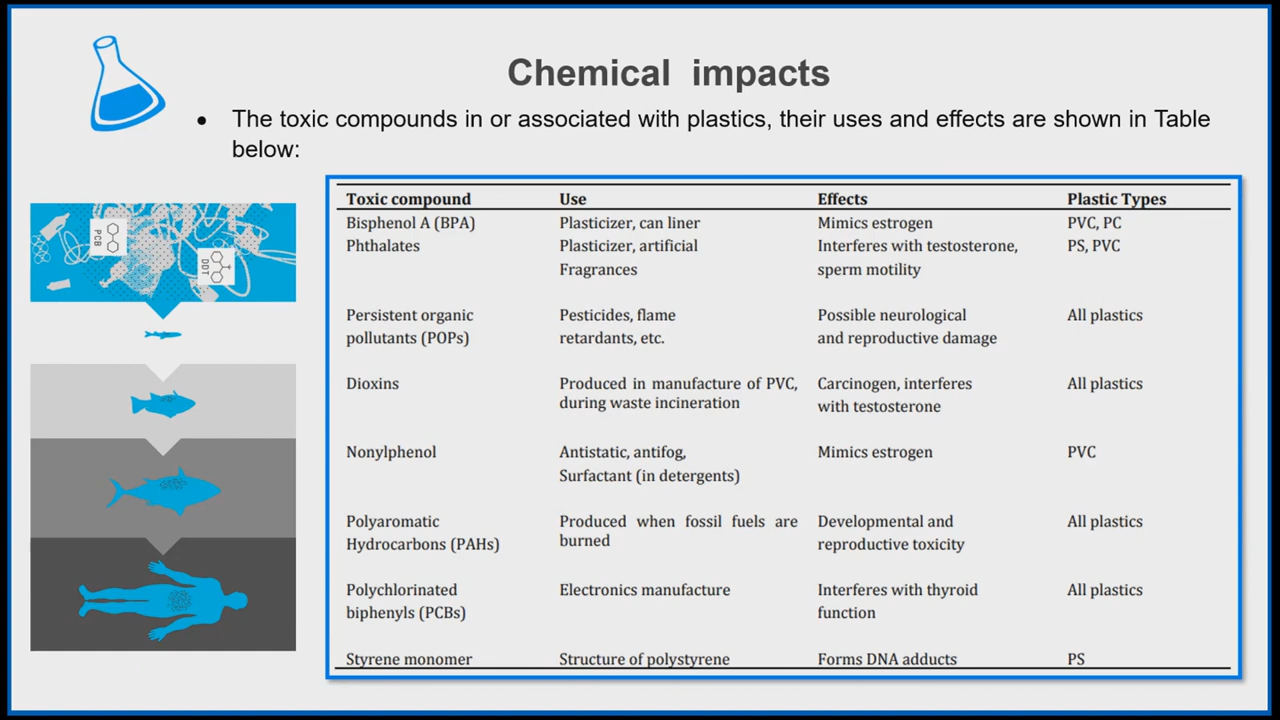 Chemical impacts
● The toxic compounds in or associated with plastics, their uses and effects are shown in Table
below:
PCB
DDT
Toxic compound Use Effects Plastic Types
Bisphenol A (BPA) Plasticizer, can liner Mimics estrogen PVC, PC
Phthalates Plasticizer, artificial Interferes with testosterone, PS, PVC
Fragrances sperm motility
Persistent organic Pesticides, flame Possible neurological All plastics
pollutants (POPs) retardants, etc. and reproductive damage
Dioxins Produced in manufacture of PVC, Carcinogen, interferes All plastics
during waste incineration with testosterone
Nonylphenol Antistatic, antifog, Mimics estrogen PVC
Surfactant (in detergents)
Polyaromatic Produced when fossil fuels are Developmental and All plastics
Hydrocarbons (PAHs) burned reproductive toxicity
Polychlorinated Electronics manufacture Interferes with thyroid All plastics
biphenyls (PCBs) function
Styrene monomer Structure of polystyrene Forms DNA adducts PS